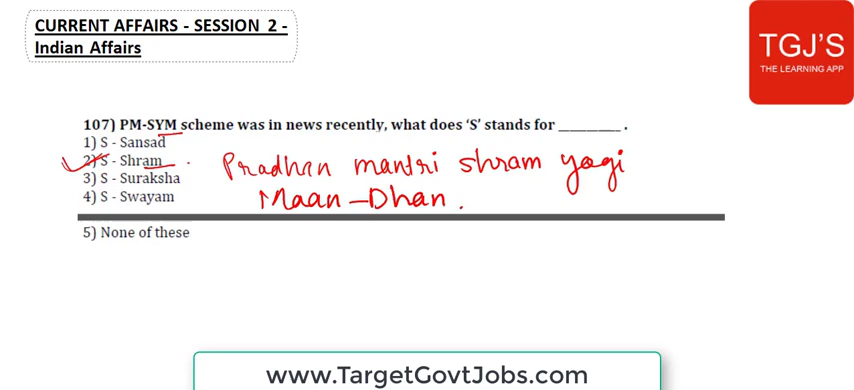 CURRENT AFFAIRS - SESSION 2 -
Indian Affairs
TGJ'S
THE LEARNING APP
107) PM-SYM scheme was in news recently, what does 'S' stands for ________ .
1) S - Sansad
2) S - Shram
3) S - Suraksha
4) S - Swayam
Pradhan mantri shram yogi
Maan-Dhan.
5) None of these
www.TargetGovtJobs.com